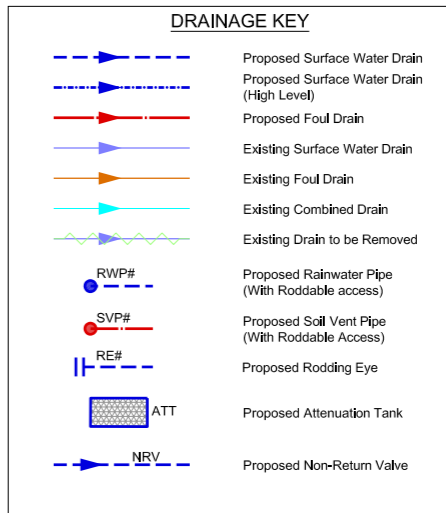 DRAINAGE KEY
Proposed Surface Water Drain
Proposed Surface Water Drain
(High Level)
Proposed Foul Drain
Existing Surface Water Drain
Existing Foul Drain
Existing Combined Drain
Existing Drain to be Removed
RWP#
Proposed Rainwater Pipe
(With Roddable access)
SVP#
Proposed Soil Vent Pipe
(With Roddable Access)
RE#
Proposed Rodding Eye
ATT
Proposed Attenuation Tank
NRV
Proposed Non-Return Valve